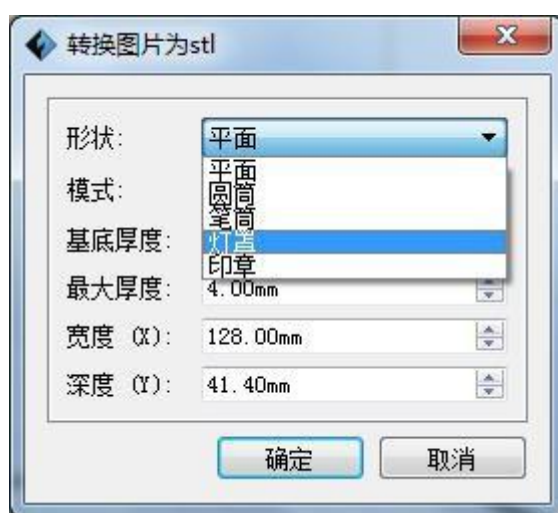 转换图片为stl
形状: 平面
平面
模式: 圆筒
笔筒
基底厚度: 灯罩
印章
最大厚度: 4.00mm
宽度 (X): 128.00mm
深度 (Y): 41.40mm
确定 取消